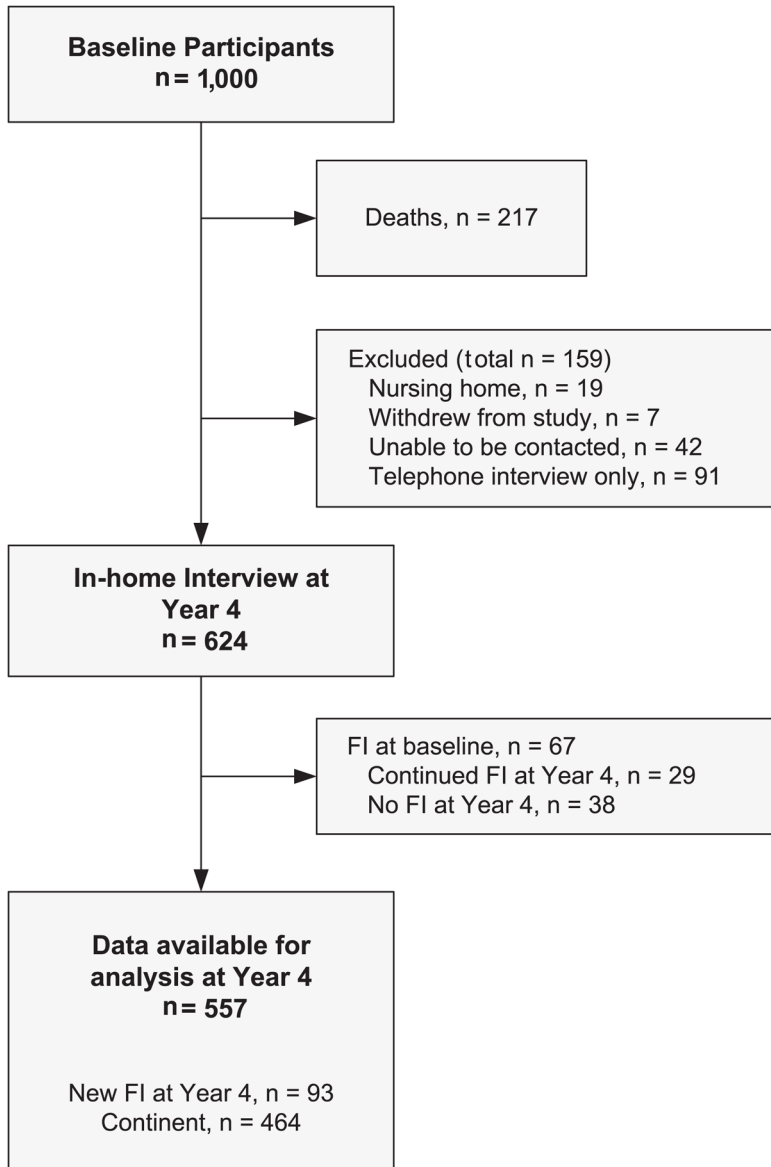 Baseline Participants
n = 1,000
Deaths, n = 217
Excluded (total n = 159)
Nursing home, n = 19
Withdrew from study, n = 7
Unable to be contacted, n = 42
Telephone interview only, n = 91
In-home Interview at
Year 4
n = 624
FI at baseline, n = 67
Continued FI at Year 4, n = 29
No FI at Year 4, n = 38
Data available for
analysis at Year 4
n = 557
New FI at Year 4, n = 93
Continent, n = 464